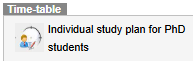 Time-table
Individual study plan for PhD
students